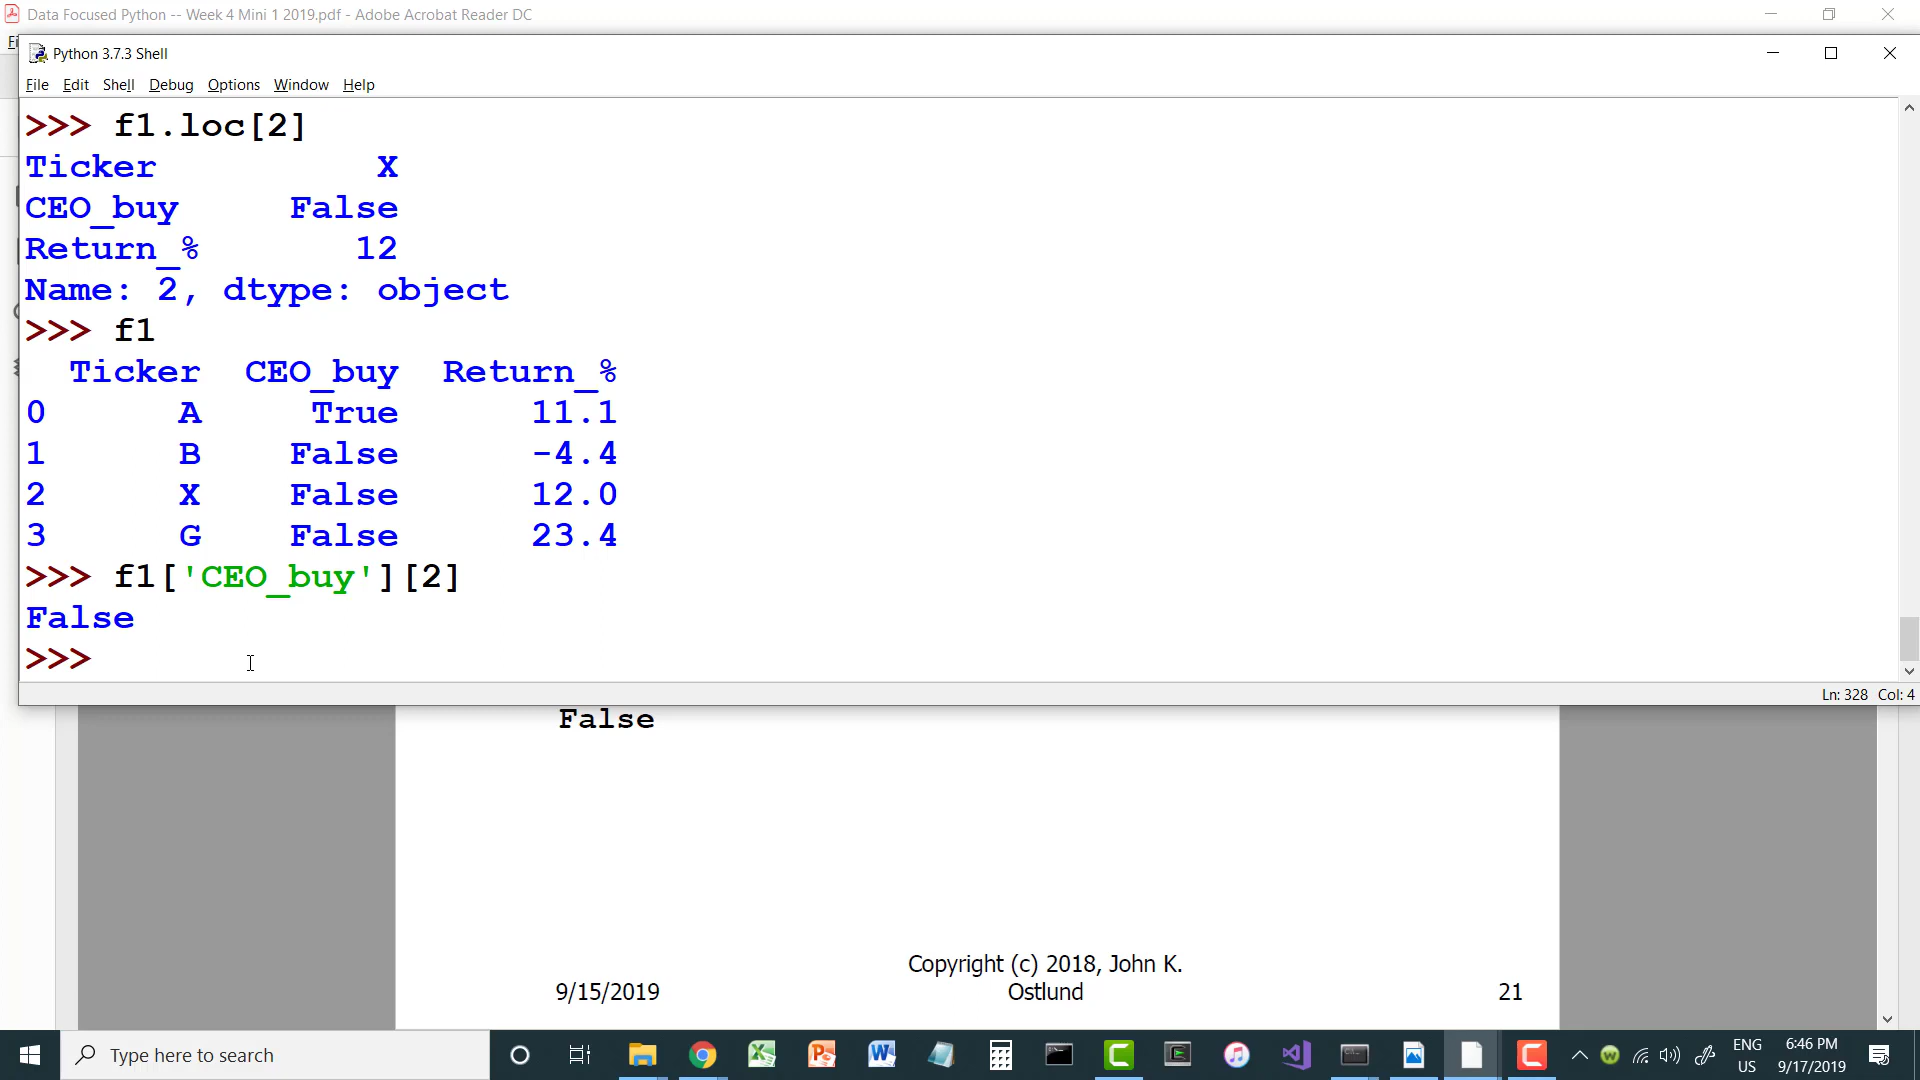 Data Focused Python -- Week 4 Mini 1 2019.pdf - Adobe Acrobat Reader DC
Python 3.7.3 Shell
File Edit Shell Debug Options Window Help
>>> f1.loc[2]
Ticker X
CEO_buy False
Return_% 12
Name: 2, dtype: object
>>> f1
Ticker CEO_buy Return_%
0 A True 11.1
1 B False -4.4
2 X False 12.0
3 G False 23.4
>>> f1['CEO_buy'][2]
False
>>>
Ln: 328 Col: 4
False
Copyright (c) 2018, John K.
9/15/2019 Ostlund 21
Type here to search
ENG 6:46 PM
US 9/17/2019